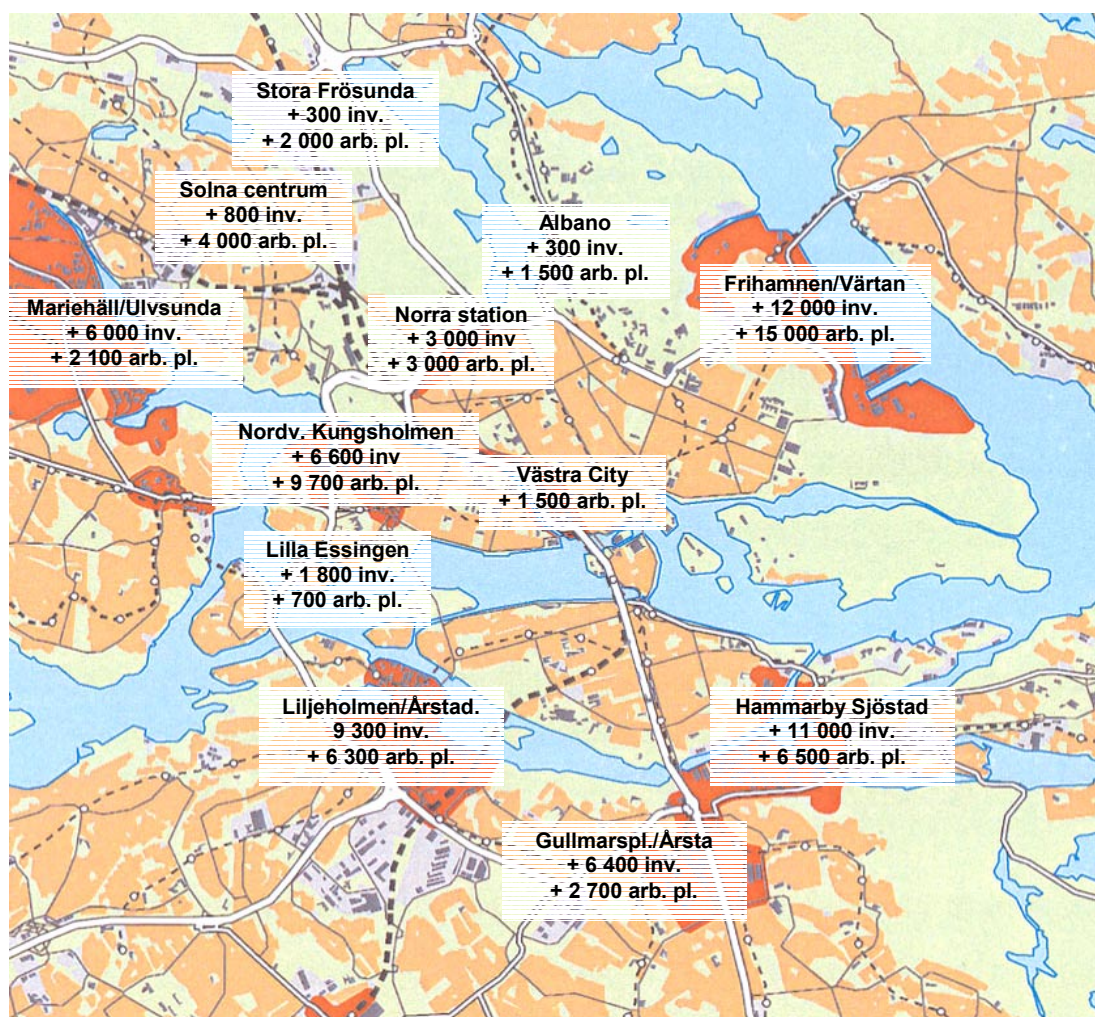 Stora Frösunda
+ 300 inv.
+ 2 000 arb. pl.
Solna centrum
+ 800 inv.
+ 4 000 arb. pl.
Albano
+ 300 inv.
+ 1 500 arb. pl.
Frihamnen/Värtan
+ 12 000 inv.
+ 15 000 arb. pl.
Mariehäll/Ulvsunda
+ 6 000 inv.
+ 2 100 arb. pl.
Norra station
+ 3 000 inv
+ 3 000 arb. pl.
Nordv. Kungsholmen
+ 6 600 inv
+ 9 700 arb. pl.
Västra City
+ 1 500 arb. pl.
Lilla Essingen
+ 1 800 inv.
+ 700 arb. pl.
Liljeholmen/Årstad.
9 300 inv.
+ 6 300 arb. pl.
Hammarby Sjöstad
+ 11 000 inv.
+ 6 500 arb. pl.
Gullmarspl./Årsta
+ 6 400 inv.
+ 2 700 arb. pl.